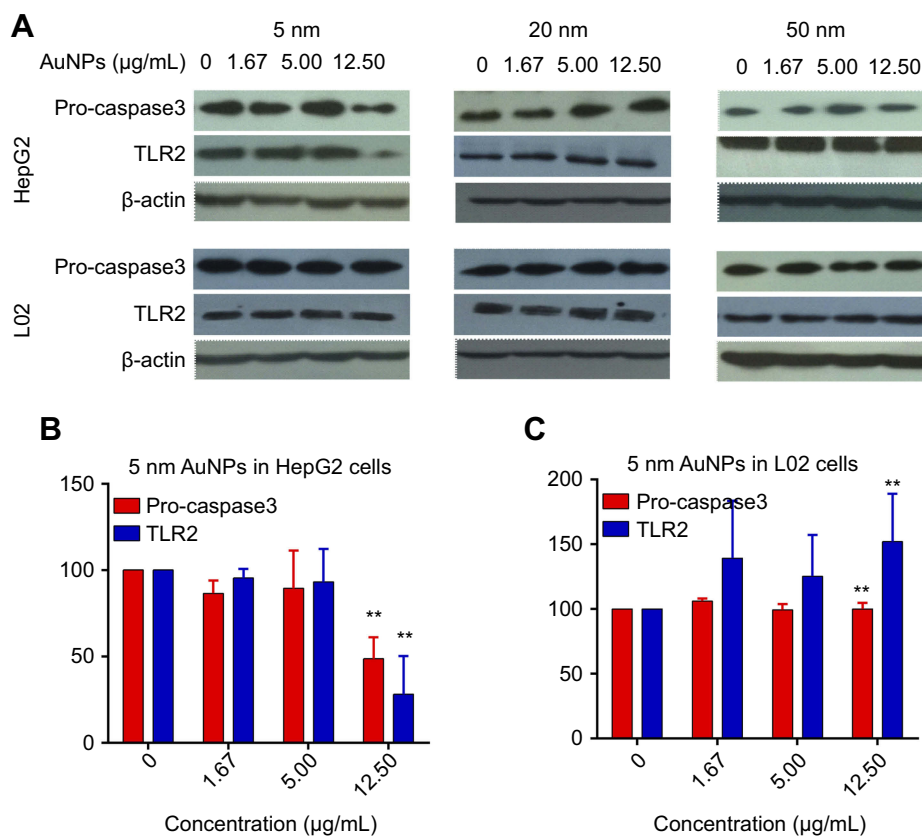 A
5 nm 20 nm 50 nm
AuNPs (µg/mL) 0 1.67 5.00 12.50 0 1.67 5.00 12.50 0 1.67 5.00 12.50
HepG2
Pro-caspase3
TLR2
β-actin
L02
Pro-caspase3
TLR2
β-actin
B
5 nm AuNPs in HepG2 cells
150
100
50
0
Pro-caspase3
TLR2
**
**
0 1.67 5.00 12.50
Concentration (µg/mL)
C
5 nm AuNPs in L02 cells
200
150
100
50
0
Pro-caspase3
TLR2
**
**
0 1.67 5.00 12.50
Concentration (µg/mL)